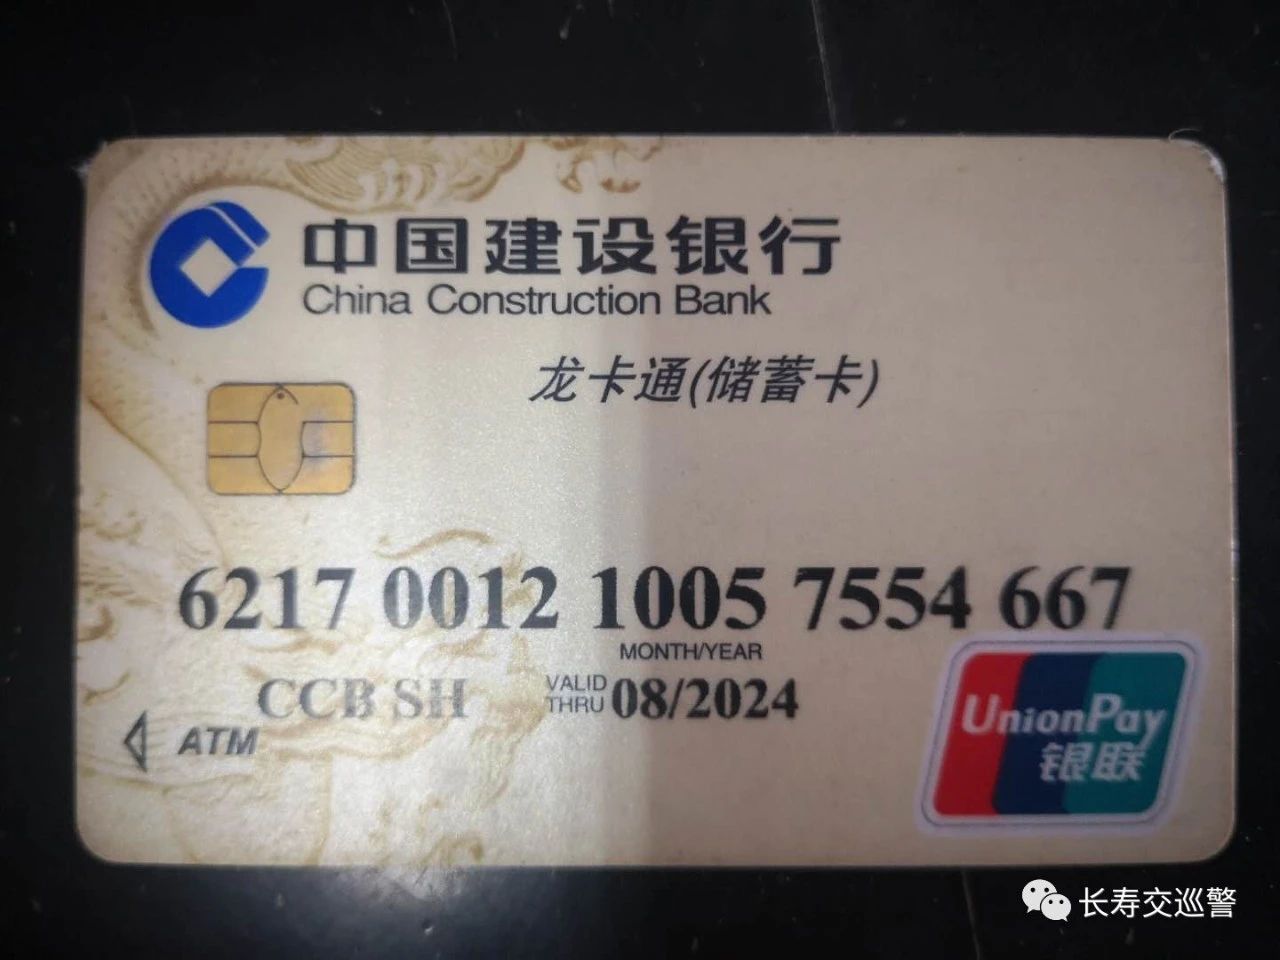 中国建设银行
China Construction Bank
龙卡通(储蓄卡)
6217 0012 1005 7554 667
MONTH/YEAR
CCB SH
VALID THRU 08/2024
ATM
UnionPay
银联
长寿交巡警